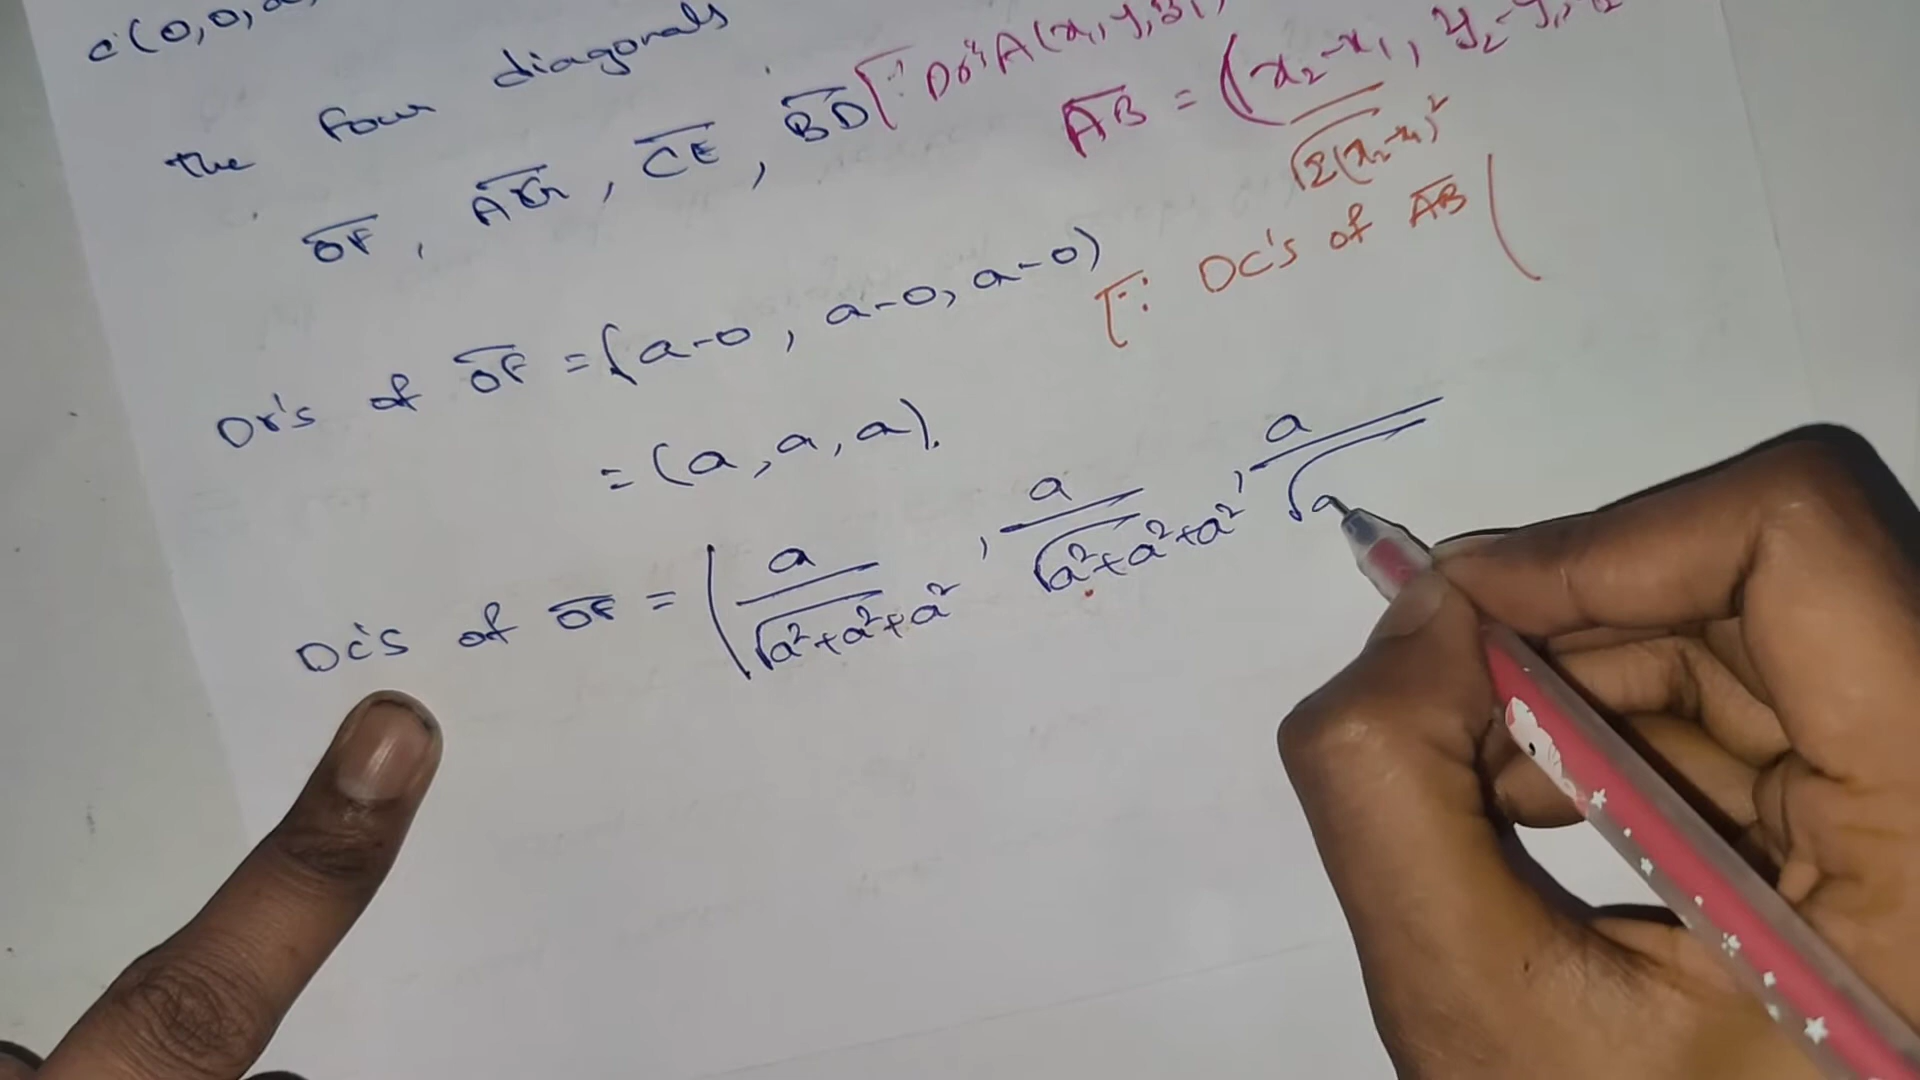 C (0,0,a
the four diagonals
OF, AG, CE, BD [∵ Dr's A(x₁, y₁, z₁)
AB = (x₂-x₁, y₂-y₁, z₂
√Σ(x₂-x₁)²
[∵ DC's of AB (
Dr's of OF = (a-0, a-0, a-0)
= (a, a, a).
DC's of OF = (a/√a²+a²+a², a/√a²+a²+a², a/√a